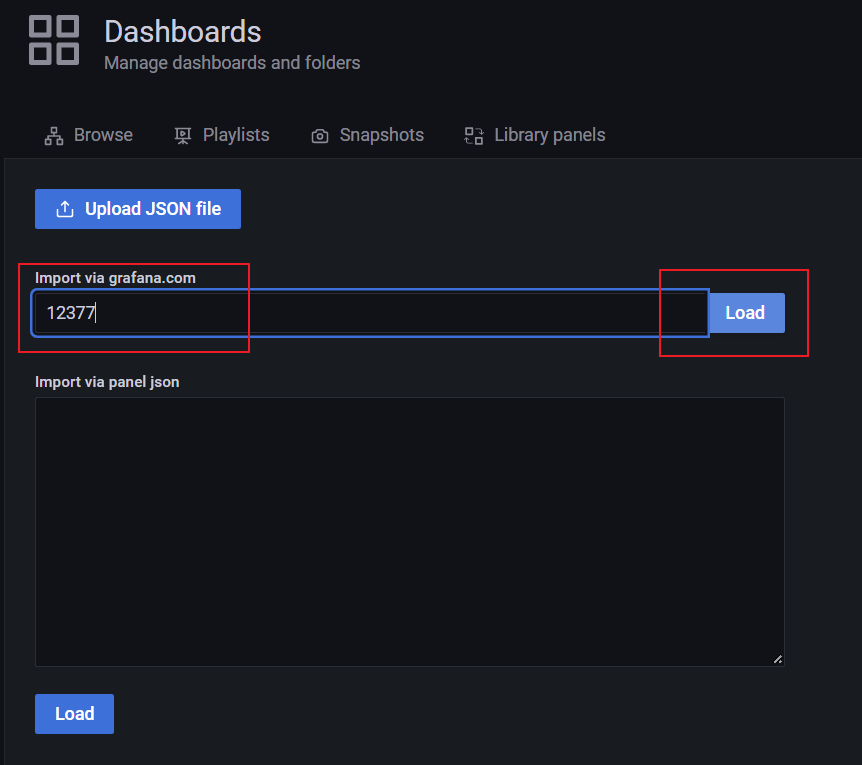 Dashboards
Manage dashboards and folders
Browse Playlists Snapshots Library panels
Upload JSON file
Import via grafana.com
12377 Load
Import via panel json
Load